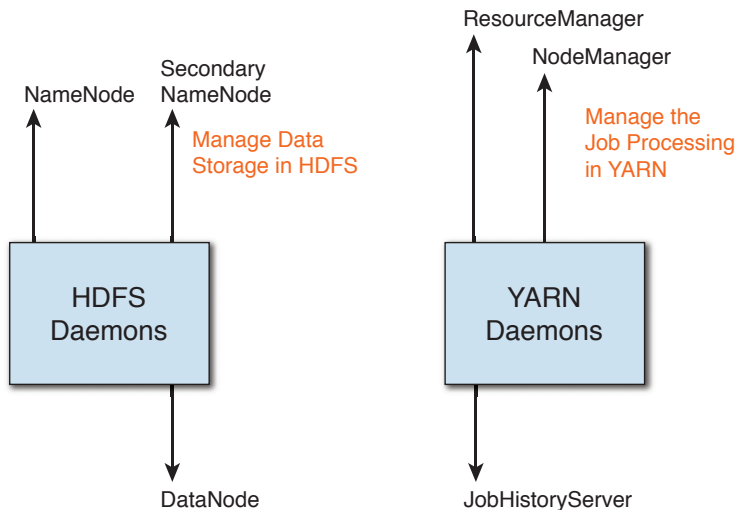 NameNode
Secondary
NameNode
Manage Data
Storage in HDFS
HDFS
Daemons
DataNode
ResourceManager
NodeManager
Manage the
Job Processing
in YARN
YARN
Daemons
JobHistoryServer